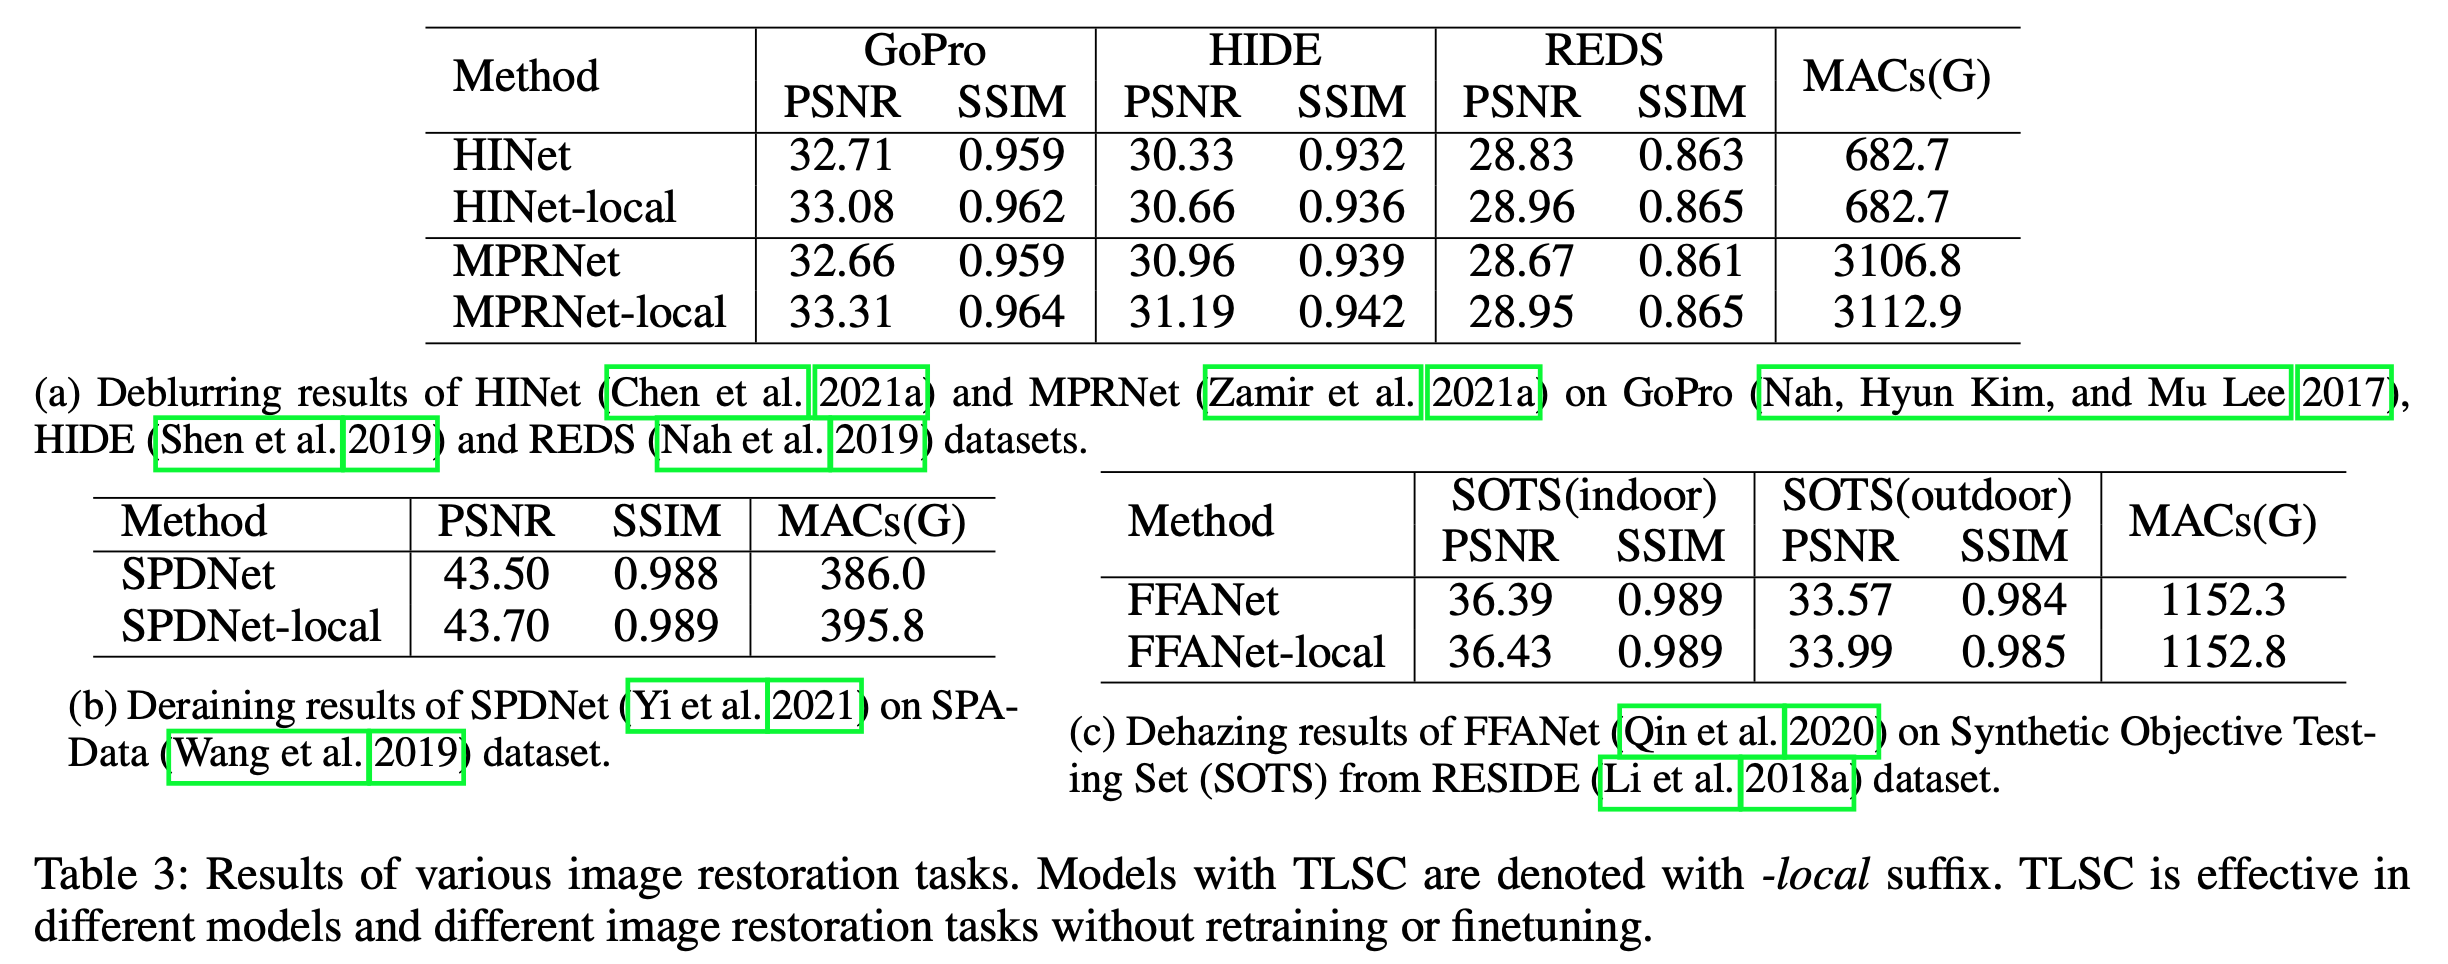 Method GoPro HIDE REDS MACs(G)
PSNR SSIM PSNR SSIM PSNR SSIM
HINet 32.71 0.959 30.33 0.932 28.83 0.863 682.7
HINet-local 33.08 0.962 30.66 0.936 28.96 0.865 682.7
MPRNet 32.66 0.959 30.96 0.939 28.67 0.861 3106.8
MPRNet-local 33.31 0.964 31.19 0.942 28.95 0.865 3112.9
(a) Deblurring results of HINet (Chen et al. 2021a) and MPRNet (Zamir et al. 2021a) on GoPro (Nah, Hyun Kim, and Mu Lee 2017),
HIDE (Shen et al. 2019) and REDS (Nah et al. 2019) datasets.
Method PSNR SSIM MACs(G)
SPDNet 43.50 0.988 386.0
SPDNet-local 43.70 0.989 395.8
(b) Deraining results of SPDNet (Yi et al. 2021) on SPA-
Data (Wang et al. 2019) dataset.
Method SOTS(indoor) SOTS(outdoor) MACs(G)
PSNR SSIM PSNR SSIM
FFANet 36.39 0.989 33.57 0.984 1152.3
FFANet-local 36.43 0.989 33.99 0.985 1152.8
(c) Dehazing results of FFANet (Qin et al. 2020) on Synthetic Objective Test-
ing Set (SOTS) from RESIDE (Li et al. 2018a) dataset.
Table 3: Results of various image restoration tasks. Models with TLSC are denoted with -local suffix. TLSC is effective in
different models and different image restoration tasks without retraining or finetuning.